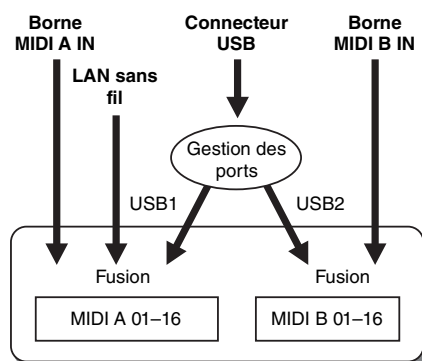 Borne
MIDI A IN
LAN sans
fil
Connecteur
USB
Borne
MIDI B IN
Gestion des
ports
USB1
USB2
Fusion
Fusion
MIDI A 01–16
MIDI B 01–16